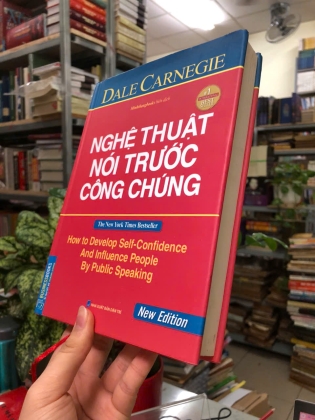 DALE CARNEGIE
NGHỆ THUẬT
NÓI TRƯỚC
CÔNG CHÚNG
The New York Times Bestseller
How to Develop Self-Confidence
And Influence People
By Public Speaking
New Edition